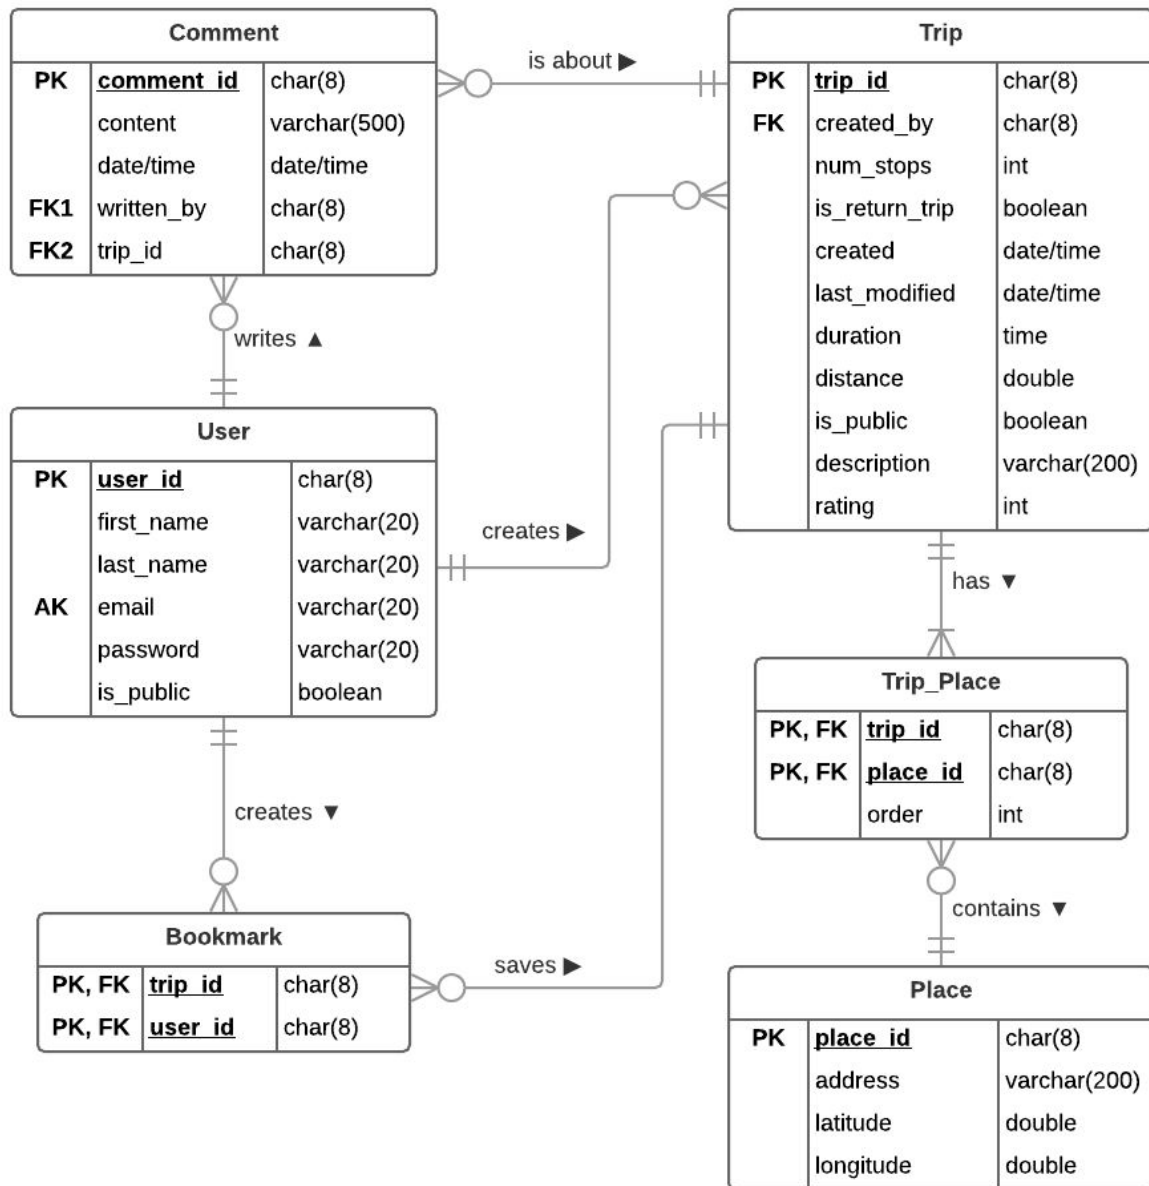 Comment
PK comment_id char(8)
content varchar(500)
date/time date/time
FK1 written_by char(8)
FK2 trip_id char(8)
is about ▶
Trip
PK trip_id char(8)
FK created_by char(8)
num_stops int
is_return_trip boolean
created date/time
last_modified date/time
duration time
distance double
is_public boolean
description varchar(200)
rating int
writes ▲
User
PK user_id char(8)
first_name varchar(20)
last_name varchar(20)
AK email varchar(20)
password varchar(20)
is_public boolean
creates ▶
has ▼
Trip_Place
PK, FK trip_id char(8)
PK, FK place_id char(8)
order int
creates ▼
Bookmark
PK, FK trip_id char(8)
PK, FK user_id char(8)
saves ▶
contains ▼
Place
PK place_id char(8)
address varchar(200)
latitude double
longitude double